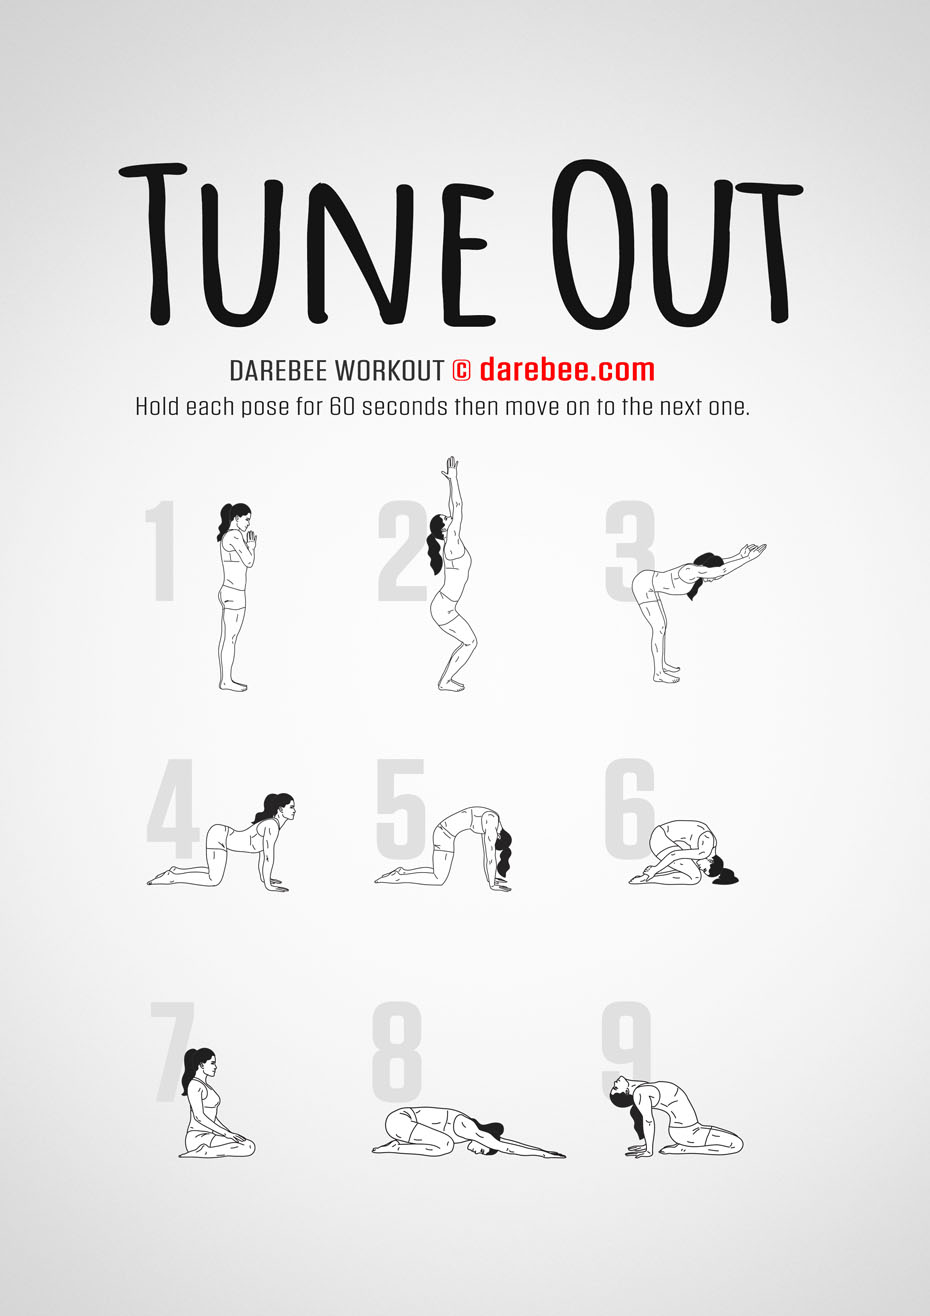 TUNE OUT
DAREBEE WORKOUT © darebee.com
Hold each pose for 60 seconds then move on to the next one.
1 2 3
4 5 6
7 8 9